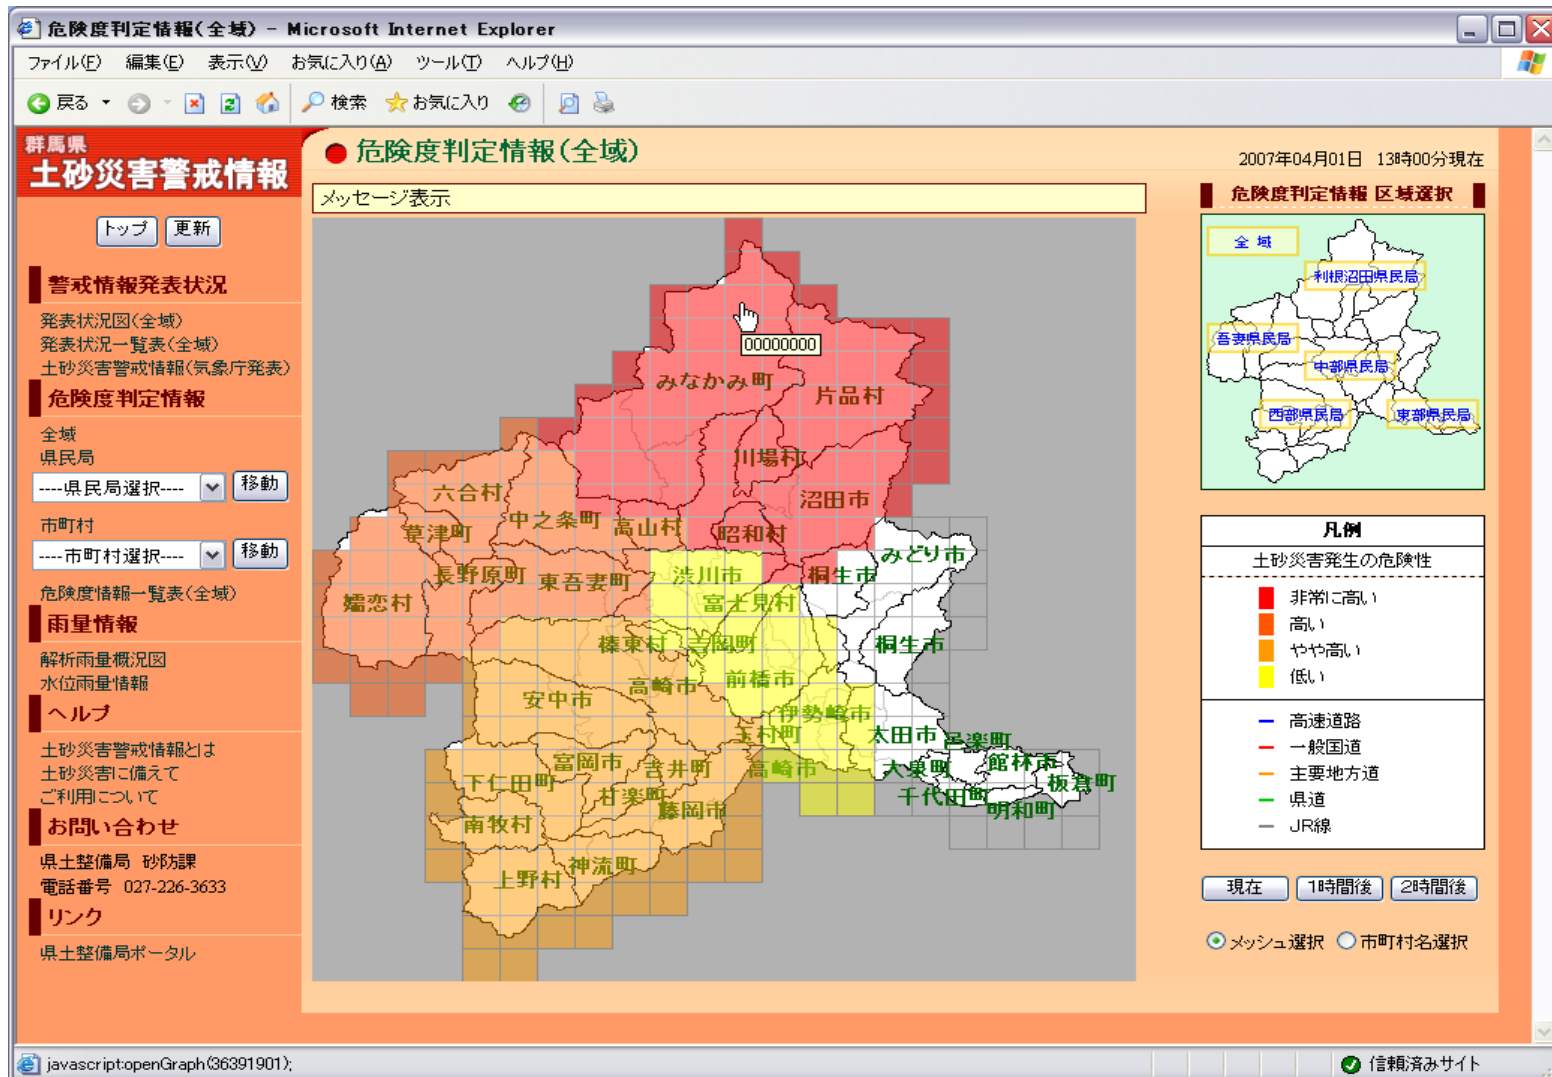 危険度判定情報(全域) - Microsoft Internet Explorer
ファイル(F) 編集(E) 表示(V) お気に入り(A) ツール(T) ヘルプ(H)
戻る 検索 お気に入り
群馬県
土砂災害警戒情報
トップ 更新
警戒情報発表状況
発表状況図(全域)
発表状況一覧表(全域)
土砂災害警戒情報(気象庁発表)
危険度判定情報
全域
県民局
----県民局選択---- 移動
市町村
----市町村選択---- 移動
危険度情報一覧表(全域)
雨量情報
解析雨量概況図
水位雨量情報
ヘルプ
土砂災害警戒情報とは
土砂災害に備えて
ご利用について
お問い合わせ
県土整備局 砂防課
電話番号 027-226-3633
リンク
県土整備局ポータル
危険度判定情報(全域)
2007年04月01日 13時00分現在
メッセージ表示
00000000
みなかみ町
片品村
川場村
六合村
沼田市
中之条町
高山村
昭和村
草津町
みどり市
長野原町
東吾妻町
渋川市
桐生市
嬬恋村
富士見村
榛東村
吉岡町
桐生市
高崎市
前橋市
安中市
伊勢崎市
玉村町
太田市
邑楽町
富岡市
吉井町
高崎市
大泉町
館林市
下仁田町
板倉町
甘楽町
千代田町
藤岡市
明和町
南牧村
神流町
上野村
危険度判定情報 区域選択
全 域
利根沼田県民局
吾妻県民局
中部県民局
西部県民局
東部県民局
凡例
土砂災害発生の危険性
非常に高い
高い
やや高い
低い
高速道路
一般国道
主要地方道
県道
JR線
現在 1時間後 2時間後
メッシュ選択 市町村名選択
javascript:openGraph(36391901);
信頼済みサイト